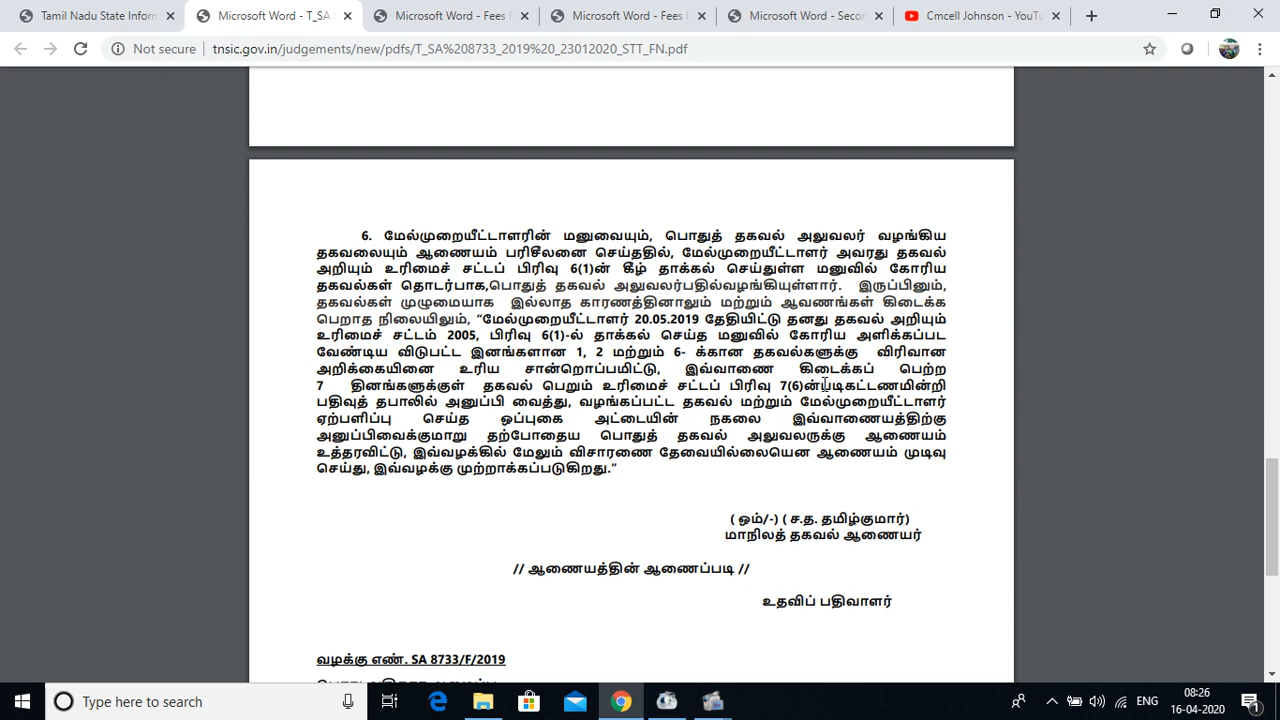 Tamil Nadu State Inform
Microsoft Word - T_SA
Microsoft Word - Fees F
Microsoft Word - Fees F
Microsoft Word - Secon
Cmcell Johnson - YouTu
Not secure
tnsic.gov.in/judgements/new/pdfs/T_SA%208733_2019%20_23012020_STT_FN.pdf
6. மேல்முறையீட்டாளரின் மனுவையும், பொதுத் தகவல் அலுவலர் வழங்கிய
தகவலையும் ஆணையம் பரிசீலனை செய்ததில், மேல்முறையீட்டாளர் அவரது தகவல்
அறியும் உரிமைச் சட்டப் பிரிவு 6(1)ன் கீழ் தாக்கல் செய்துள்ள மனுவில் கோரிய
தகவல்கள் தொடர்பாக,பொதுத் தகவல் அலுவலர்பதில்வழங்கியுள்ளார். இருப்பினும்,
தகவல்கள் முழுமையாக இல்லாத காரணத்தினாலும் மற்றும் ஆவணங்கள் கிடைக்க
பெறாத நிலையிலும், "மேல்முறையீட்டாளர் 20.05.2019 தேதியிட்டு தனது தகவல் அறியும்
உரிமைச் சட்டம் 2005, பிரிவு 6(1)-ல் தாக்கல் செய்த மனுவில் கோரிய அளிக்கப்பட
வேண்டிய விடுபட்ட இனங்களான 1, 2 மற்றும் 6- க்கான தகவல்களுக்கு விரிவான
அறிக்கையினை உரிய சான்றொப்பமிட்டு, இவ்வாணை கிடைக்கப் பெற்ற
7 தினங்களுக்குள் தகவல் பெறும் உரிமைச் சட்டப் பிரிவு 7(6)ன்படிகட்டணமின்றி
பதிவுத் தபாலில் அனுப்பி வைத்து, வழங்கப்பட்ட தகவல் மற்றும் மேல்முறையீட்டாளர்
ஏற்பளிப்பு செய்த ஒப்புகை அட்டையின் நகலை இவ்வாணையத்திற்கு
அனுப்பிவைக்குமாறு தற்போதைய பொதுத் தகவல் அலுவலருக்கு ஆணையம்
உத்தரவிட்டு, இவ்வழக்கில் மேலும் விசாரணை தேவையில்லையென ஆணையம் முடிவு
செய்து, இவ்வழக்கு முற்றாக்கப்படுகிறது."
( ஒம்/-) ( ச.த. தமிழ்குமார்)
மாநிலத் தகவல் ஆணையர்
// ஆணையத்தின் ஆணைப்படி //
உதவிப் பதிவாளர்
வழக்கு எண். SA 8733/F/2019
Type here to search
ENG
08:26
16-04-2020
1